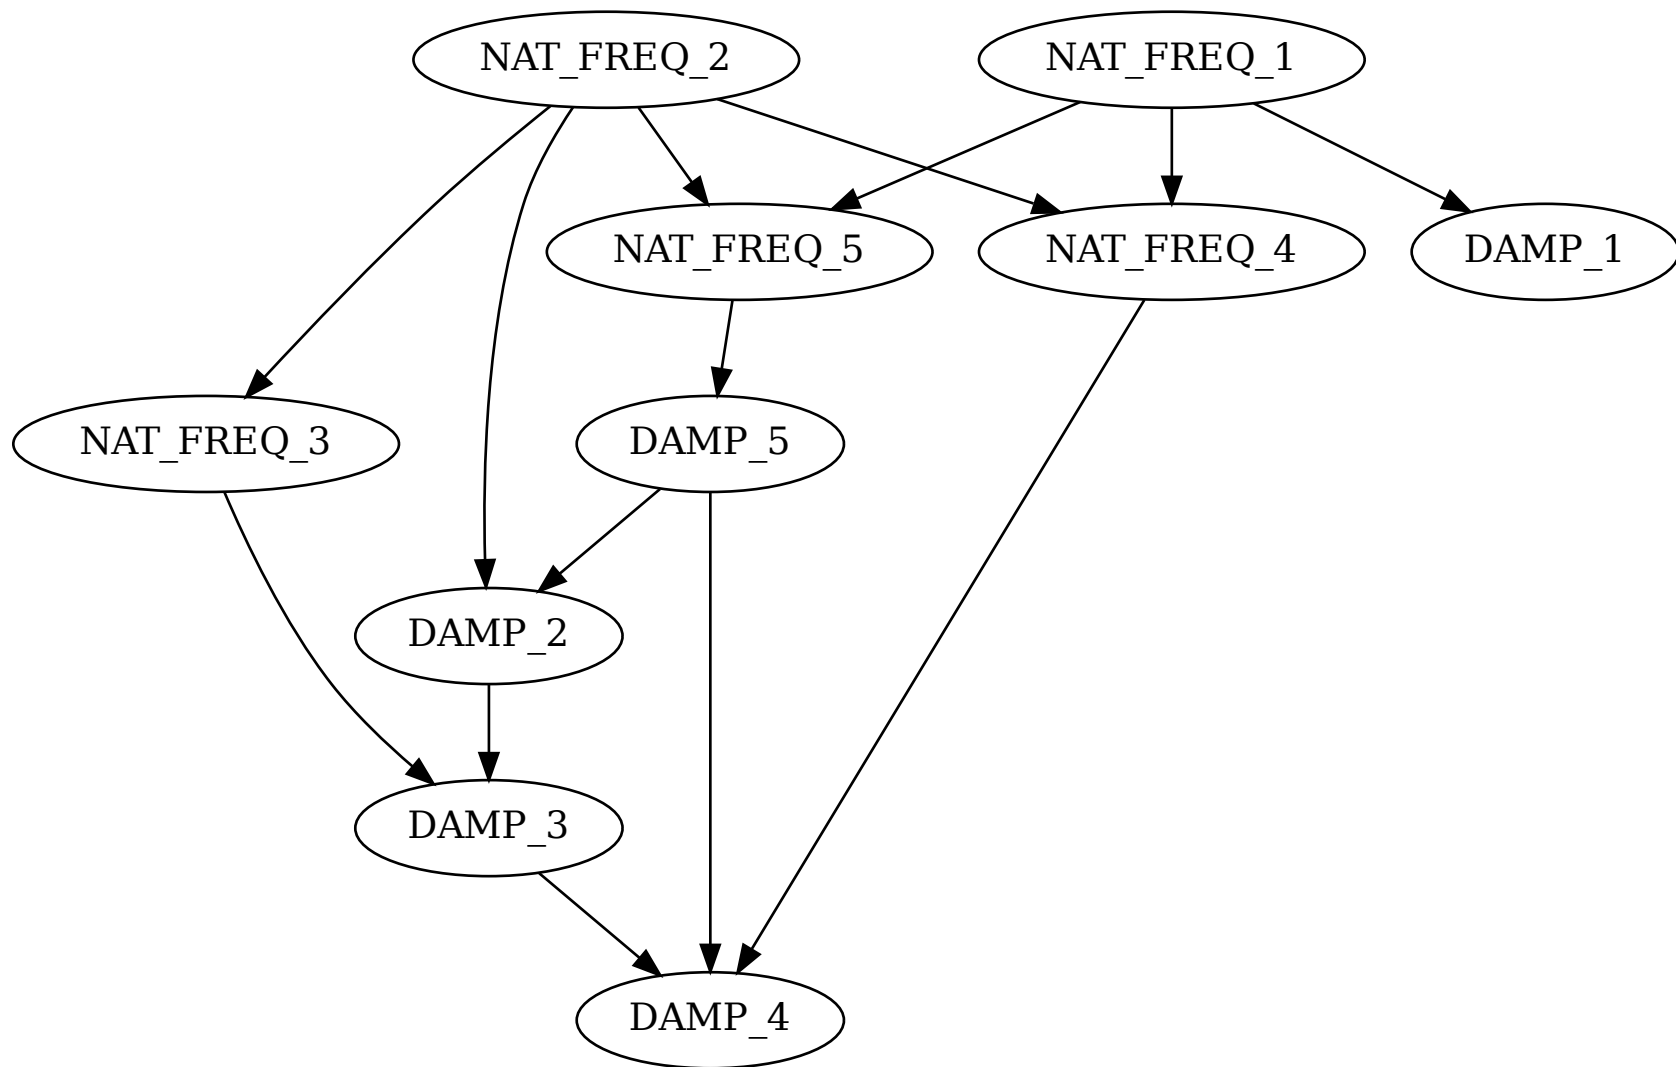 NAT_FREQ_2
NAT_FREQ_1
NAT_FREQ_5
NAT_FREQ_4
DAMP_1
NAT_FREQ_3
DAMP_5
DAMP_2
DAMP_3
DAMP_4